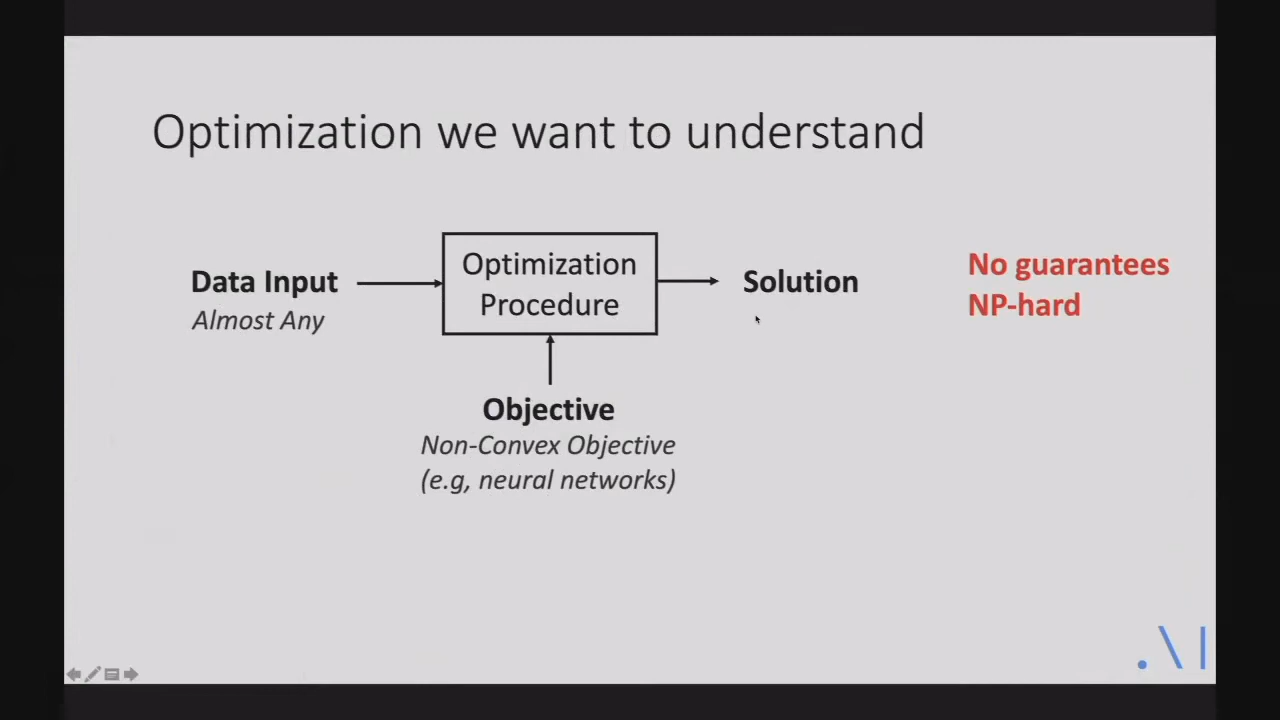 Optimization we want to understand
Data Input
Almost Any
Optimization
Procedure
Solution
No guarantees
NP-hard
Objective
Non-Convex Objective
(e.g, neural networks)
.\|